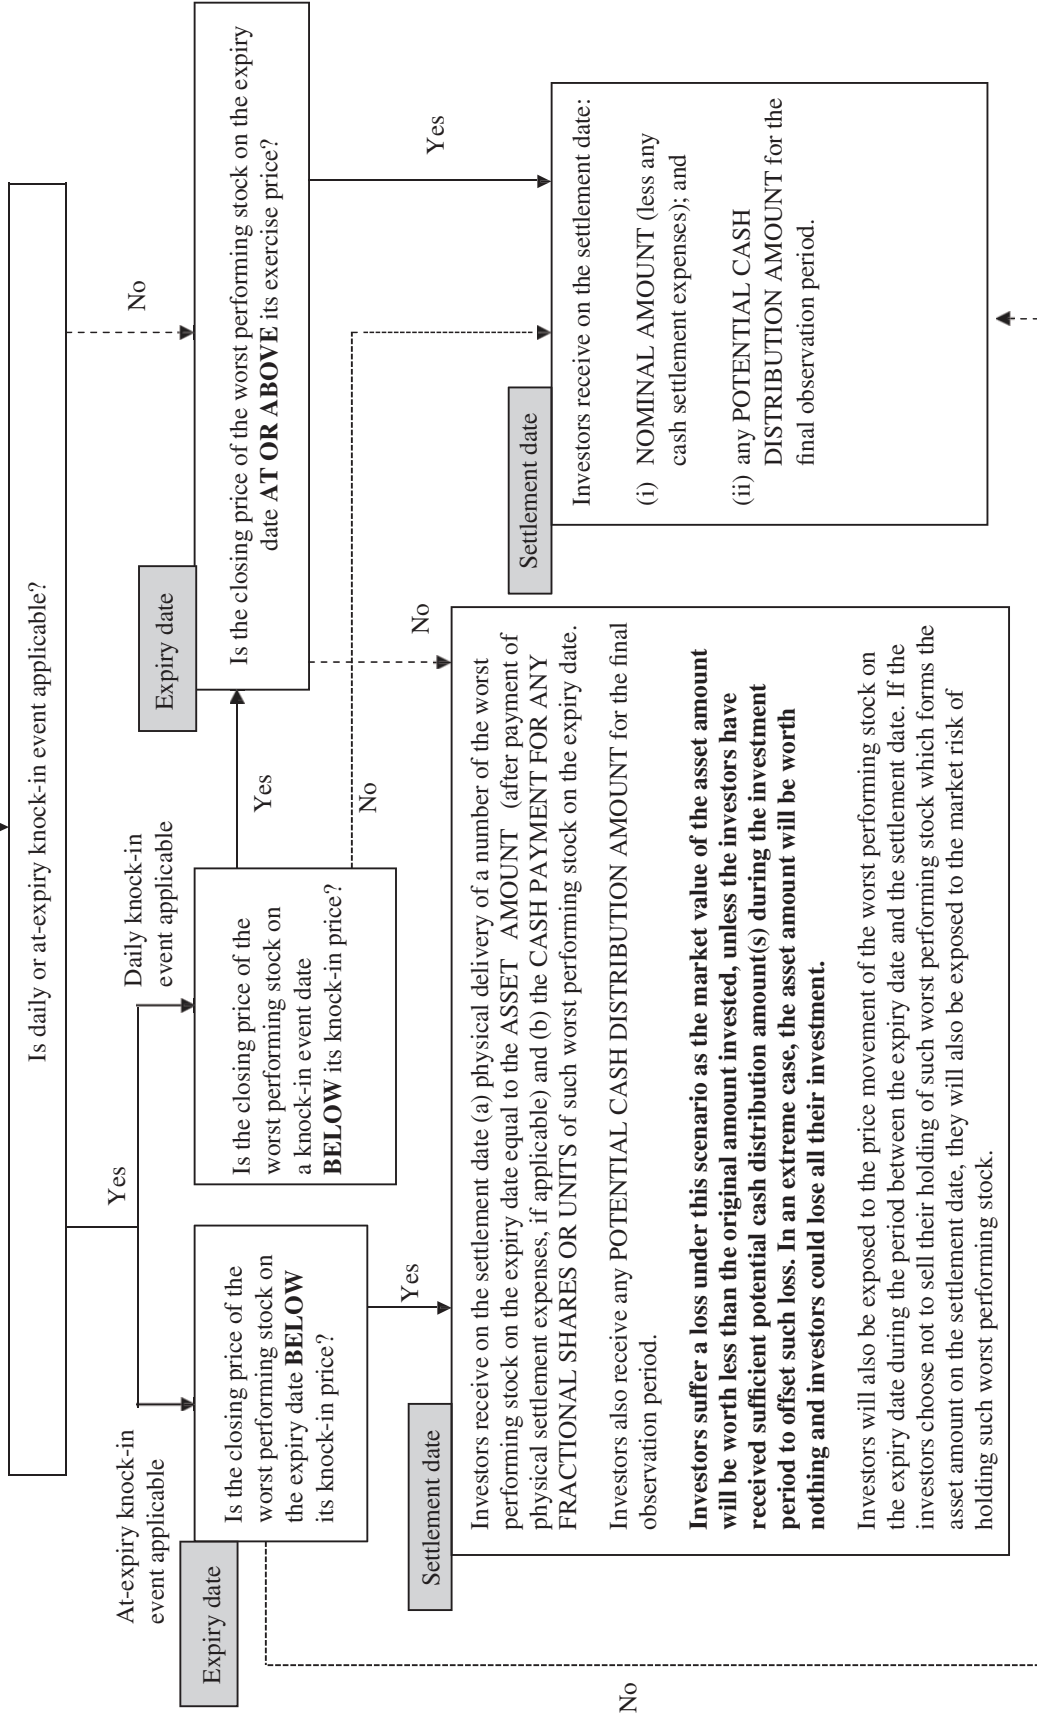 Is daily or at-expiry knock-in event applicable?
Yes
No
At-expiry knock-in
event applicable
Daily knock-in
event applicable
Expiry date
Is the closing price of the
worst performing stock on
the expiry date BELOW
its knock-in price?
Is the closing price of the
worst performing stock on
a knock-in event date
BELOW its knock-in price?
Yes
No
Expiry date
Is the closing price of the worst performing stock on the expiry
date AT OR ABOVE its exercise price?
Yes
No
Yes
No
Settlement date
Investors receive on the settlement date (a) physical delivery of a number of the worst
performing stock on the expiry date equal to the ASSET AMOUNT (after payment of
physical settlement expenses, if applicable) and (b) the CASH PAYMENT FOR ANY
FRACTIONAL SHARES OR UNITS of such worst performing stock on the expiry date.
Investors also receive any POTENTIAL CASH DISTRIBUTION AMOUNT for the final
observation period.
Investors suffer a loss under this scenario as the market value of the asset amount
will be worth less than the original amount invested, unless the investors have
received sufficient potential cash distribution amount(s) during the investment
period to offset such loss. In an extreme case, the asset amount will be worth
nothing and investors could lose all their investment.
Investors will also be exposed to the price movement of the worst performing stock on
the expiry date during the period between the expiry date and the settlement date. If the
investors choose not to sell their holding of such worst performing stock which forms the
asset amount on the settlement date, they will also be exposed to the market risk of
holding such worst performing stock.
Settlement date
Investors receive on the settlement date:
(i) NOMINAL AMOUNT (less any
cash settlement expenses); and
(ii) any POTENTIAL CASH
DISTRIBUTION AMOUNT for the
final observation period.